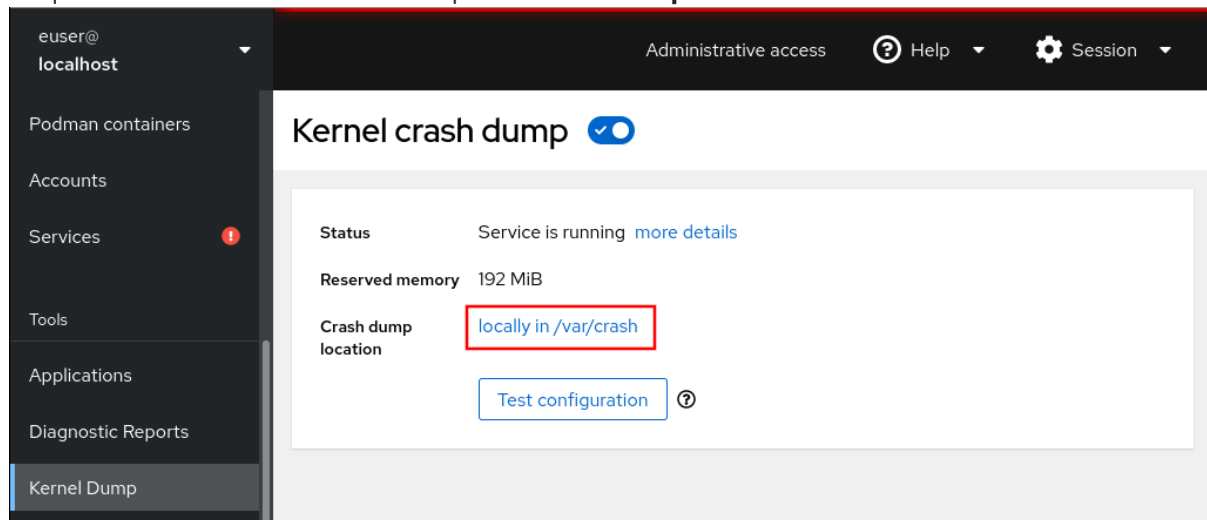 euser@
localhost
Administrative access
Help
Session
Podman containers
Accounts
Services
Tools
Applications
Diagnostic Reports
Kernel Dump
Kernel crash dump
Status Service is running more details
Reserved memory 192 MiB
Crash dump location locally in /var/crash
Test configuration